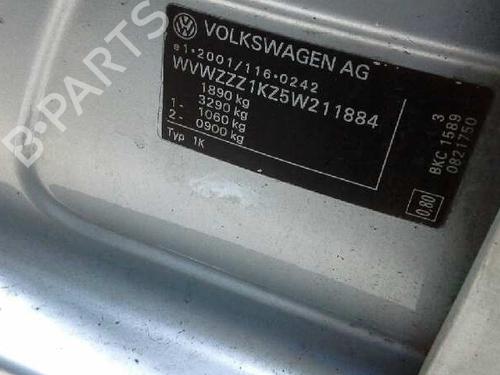 B-PARTS
VOLKSWAGEN AG
e1*2001/116*0242
WVWZZZ1KZ5W211884
1890 kg
1- 3290 kg
2- 1060 kg
0900 kg
Typ 1K
3
BKC 1589
0821750
0.80